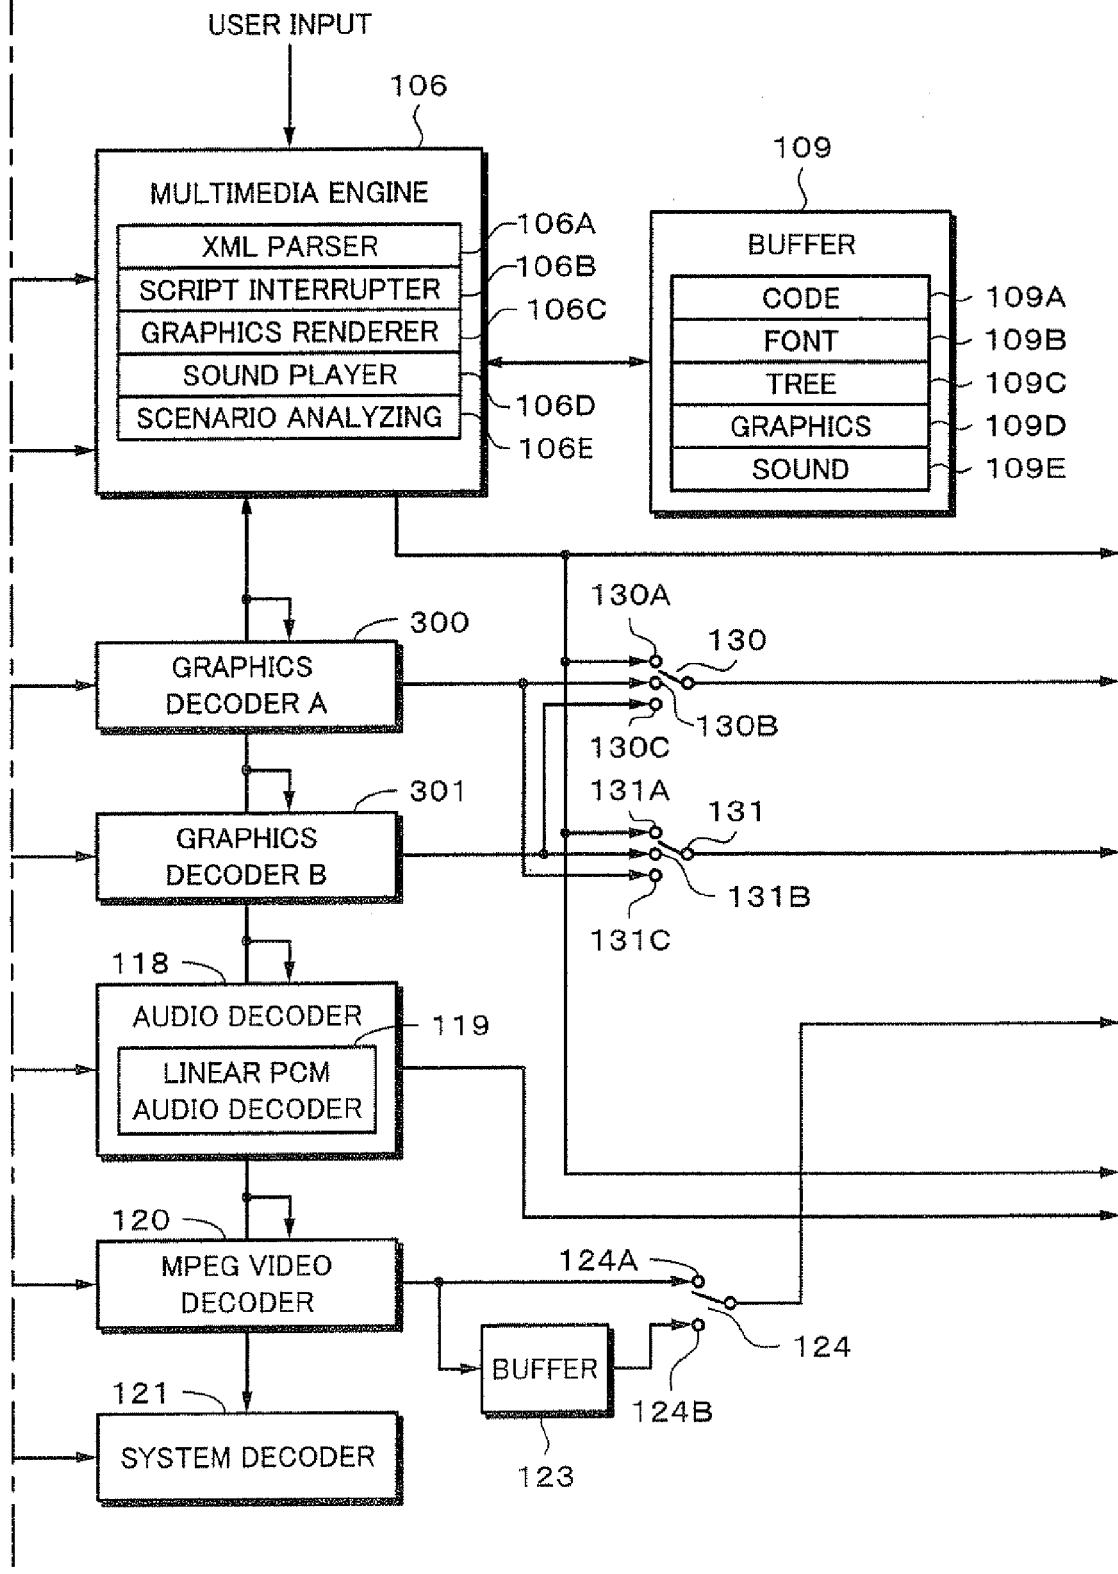 USER INPUT
106
MULTIMEDIA ENGINE
XML PARSER
106A
SCRIPT INTERRUPTER
106B
GRAPHICS RENDERER
106C
SOUND PLAYER
106D
SCENARIO ANALYZING
106E
109
BUFFER
CODE
109A
FONT
109B
TREE
109C
GRAPHICS
109D
SOUND
109E
300
GRAPHICS
DECODER A
130A
130
130B
130C
301
GRAPHICS
DECODER B
131A
131
131B
131C
118
AUDIO DECODER
119
LINEAR PCM
AUDIO DECODER
120
MPEG VIDEO
DECODER
124A
124
124B
BUFFER
123
121
SYSTEM DECODER